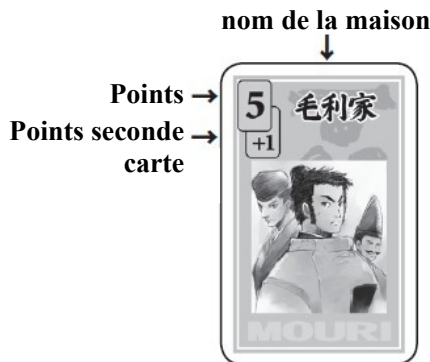 nom de la maison
Points
Points seconde
carte
5
毛利家
+1
MOURI